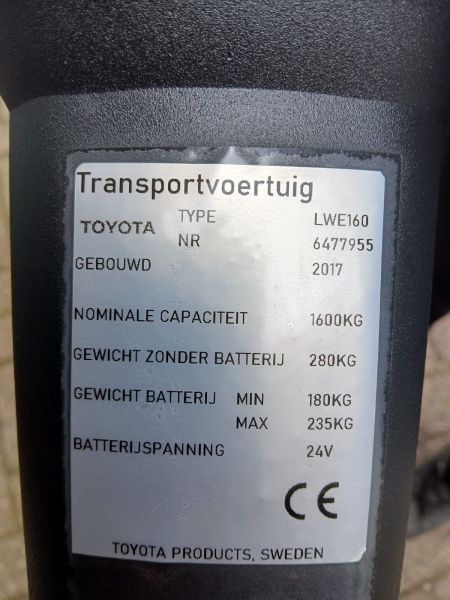 Transportvoertuig
TOYOTA TYPE LWE160
NR 6477955
GEBOUWD 2017
NOMINALE CAPACITEIT 1600KG
GEWICHT ZONDER BATTERIJ 280KG
GEWICHT BATTERIJ MIN 180KG
MAX 235KG
BATTERIJSPANNING 24V
CE
TOYOTA PRODUCTS, SWEDEN